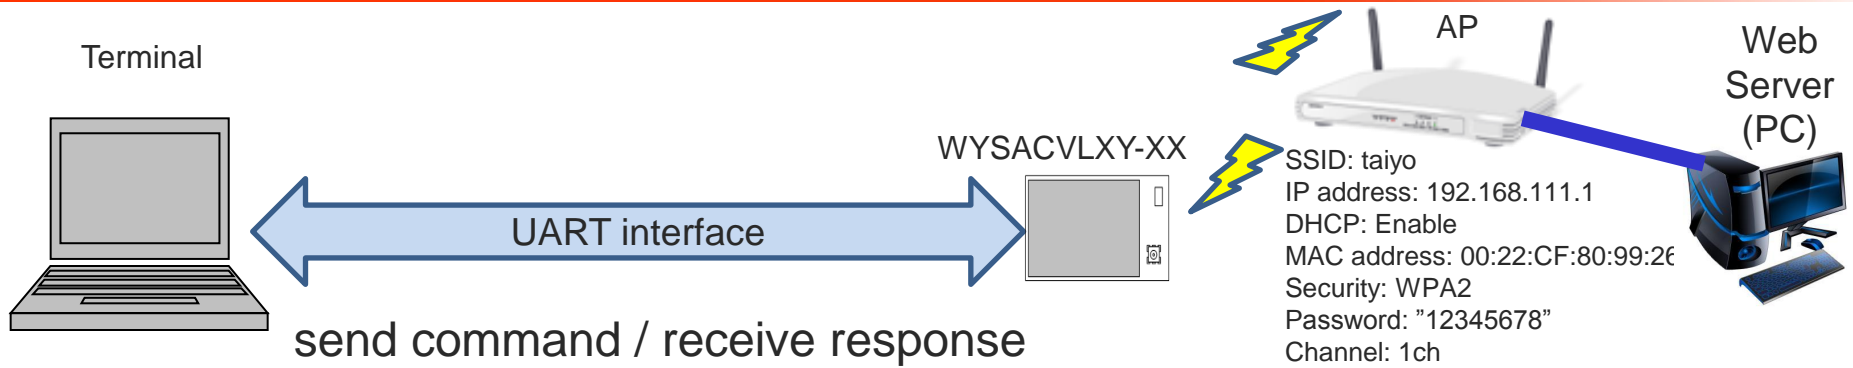 Terminal
AP
Web
Server
(PC)
WYSACVLXY-XX
UART interface
SSID: taiyo
IP address: 192.168.111.1
DHCP: Enable
MAC address: 00:22:CF:80:99:26
Security: WPA2
Password: ”12345678”
Channel: 1ch
send command / receive response